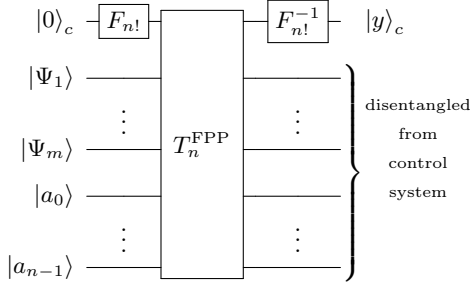 |0⟩_c F_{n!} F_{n!}^{-1} |y⟩_c
|Ψ_1⟩
⋮ ⋮
|Ψ_m⟩ T_n^{FPP}
|a_0⟩
⋮ ⋮
|a_{n-1}⟩
disentangled
from
control
system